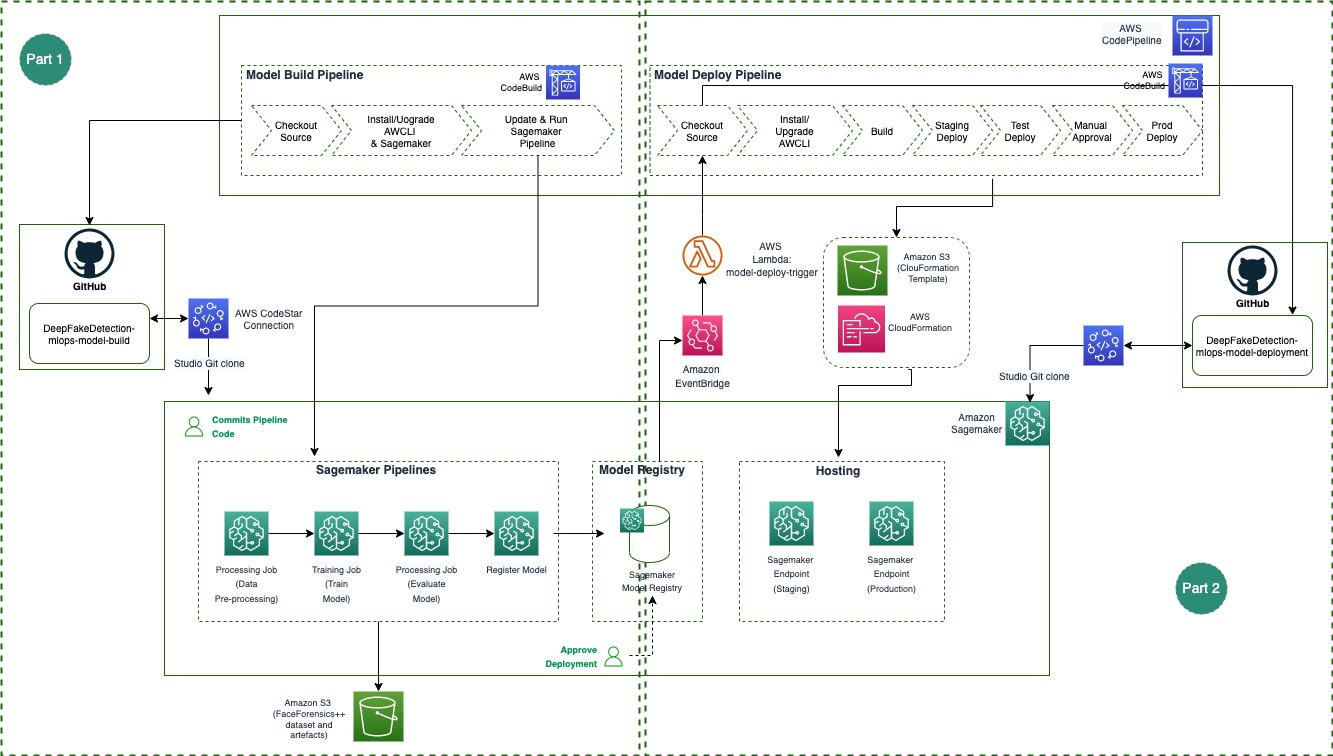 Part 1
AWS
CodePipeline
Model Build Pipeline
AWS
CodeBuild
Checkout
Source
Install/Uograde
AWCLI
& Sagemaker
Update & Run
Sagemaker
Pipeline
Model Deploy Pipeline
AWS
CodeBuild
Checkout
Source
Install/
Upgrade
AWCLI
Build
Staging
Deploy
Test
Deploy
Manual
Approval
Prod
Deploy
GitHub
DeepFakeDetection-
mlops-model-build
AWS CodeStar
Connection
Studio Git clone
AWS
Lambda:
model-deploy-trigger
Amazon
EventBridge
Amazon S3
(ClouFormation
Template)
AWS
CloudFormation
GitHub
DeepFakeDetection-
mlops-model-deployment
Studio Git clone
Amazon
Sagemaker
Commits Pipeline
Code
Sagemaker Pipelines
Processing Job
(Data
Pre-processing)
Training Job
(Train
Model)
Processing Job
(Evaluate
Model)
Register Model
Model Registry
Sagemaker
Model Registry
Hosting
Sagemaker
Endpoint
(Staging)
Sagemaker
Endpoint
(Production)
Approve
Deployment
Part 2
Amazon S3
(FaceForensics++
dataset and
artefacts)